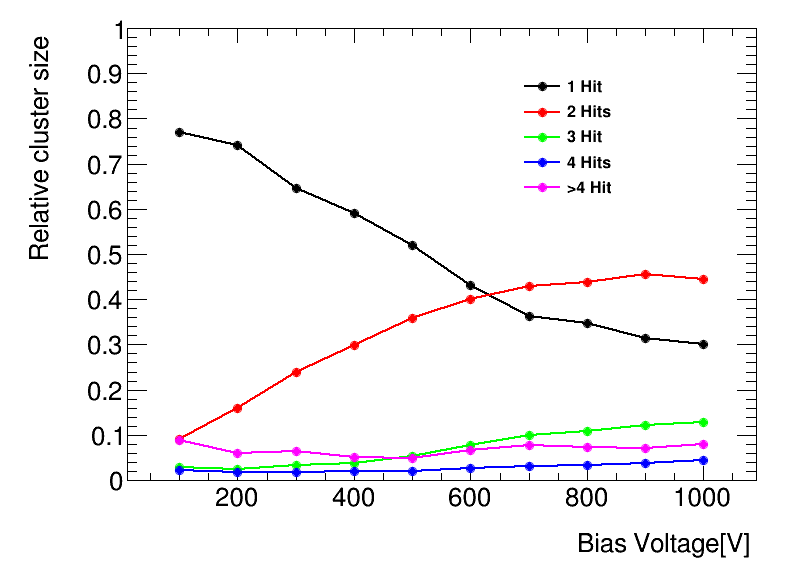 Relative cluster size
1
0.9
0.8
0.7
0.6
0.5
0.4
0.3
0.2
0.1
0
1 Hit
2 Hits
3 Hit
4 Hits
>4 Hit
200 400 600 800 1000
Bias Voltage[V]